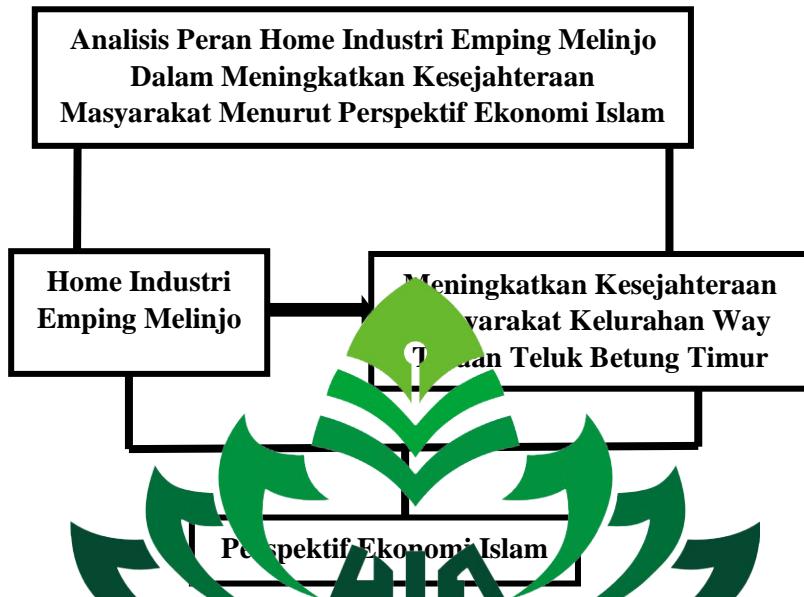 Analisis Peran Home Industri Emping Melinjo
Dalam Meningkatkan Kesejahteraan
Masyarakat Menurut Perspektif Ekonomi Islam
Home Industri
Emping Melinjo
Meningkatkan Kesejahteraan
Kelurahan Way
Teluk Betung Timur
Perspektif Ekonomi Islam